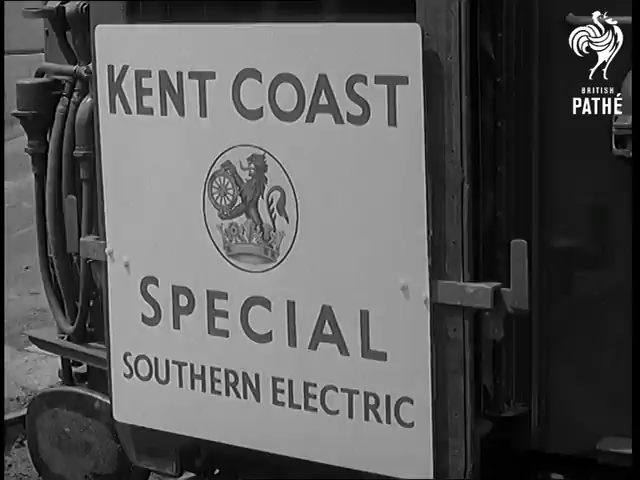 KENT COAST
SPECIAL
SOUTHERN ELECTRIC
BRITISH
PATHÉ